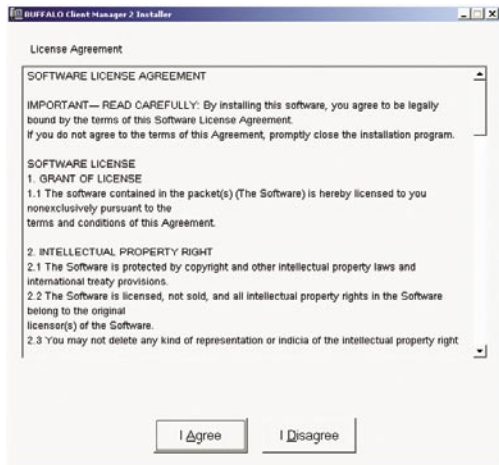 BUFFALO Client Manager 2 Installer
License Agreement
SOFTWARE LICENSE AGREEMENT
IMPORTANT— READ CAREFULLY: By installing this software, you agree to be legally
bound by the terms of this Software License Agreement.
If you do not agree to the terms of this Agreement, promptly close the installation program.
SOFTWARE LICENSE
1. GRANT OF LICENSE
1.1 The software contained in the packet(s) (The Software) is hereby licensed to you
nonexclusively pursuant to the
terms and conditions of this Agreement.
2. INTELLECTUAL PROPERTY RIGHT
2.1 The Software is protected by copyright and other intellectual property laws and
international treaty provisions.
2.2 The Software is licensed, not sold, and all intellectual property rights in the Software
belong to the original
licensor(s) of the Software.
2.3 You may not delete any kind of representation or indicia of the intellectual property right
I Agree
I Disagree